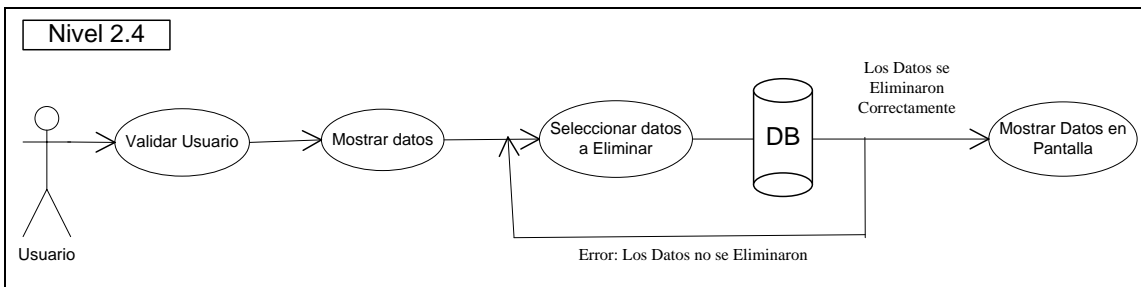 Nivel 2.4
Los Datos se
Eliminaron
Correctamente
Validar Usuario
Mostrar datos
Seleccionar datos
a Eliminar
DB
Mostrar Datos en
Pantalla
Usuario
Error: Los Datos no se Eliminaron